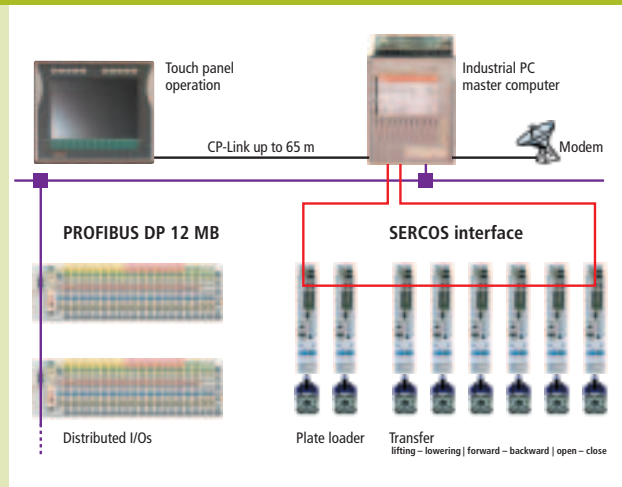 Touch panel
operation
Industrial PC
master computer
CP-Link up to 65 m
Modem
PROFIBUS DP 12 MB
SERCOS interface
Distributed I/Os
Plate loader
Transfer
lifting – lowering | forward – backward | open – close